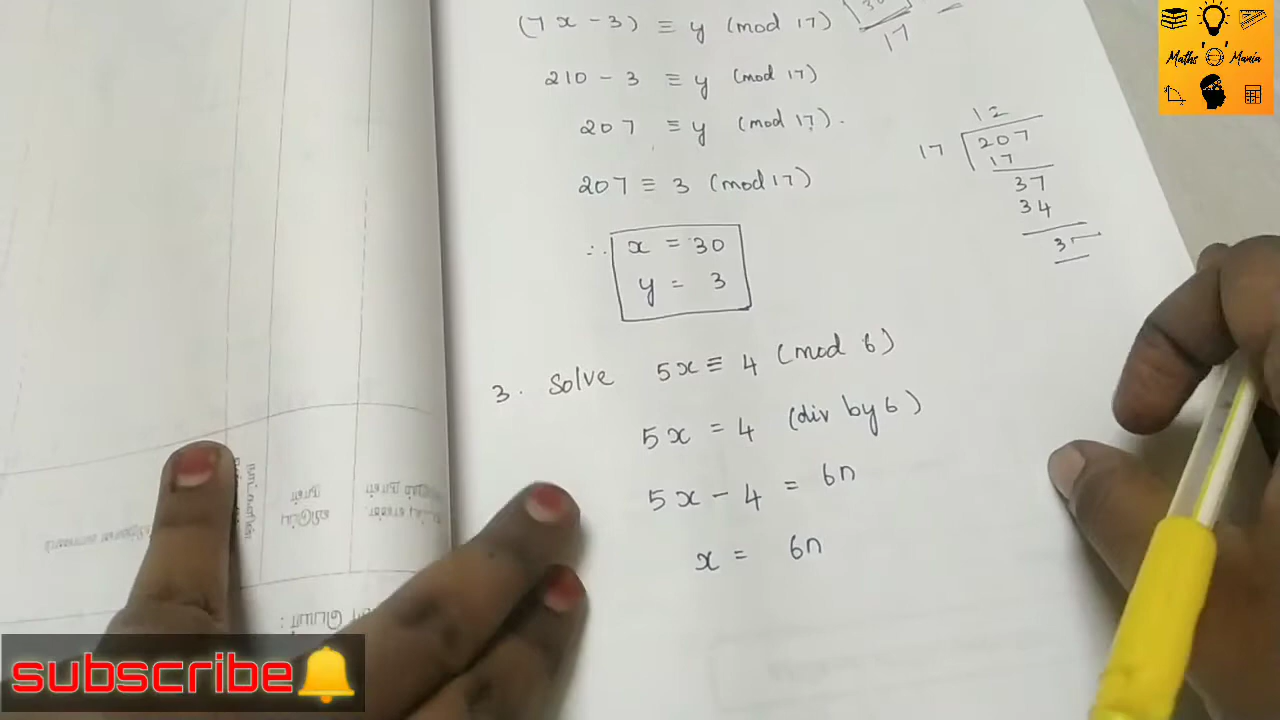 (7x - 3) ≡ y (mod 17)
17
210 - 3 ≡ y (mod 17)
207 ≡ y (mod 17).
207 ≡ 3 (mod 17)
∴ x = 30
y = 3
12
17 207
17
37
34
3
3. Solve 5x ≡ 4 (mod 6)
5x = 4 (div by 6)
5x - 4 = 6n
x = 6n
Maths Mania
subscribe